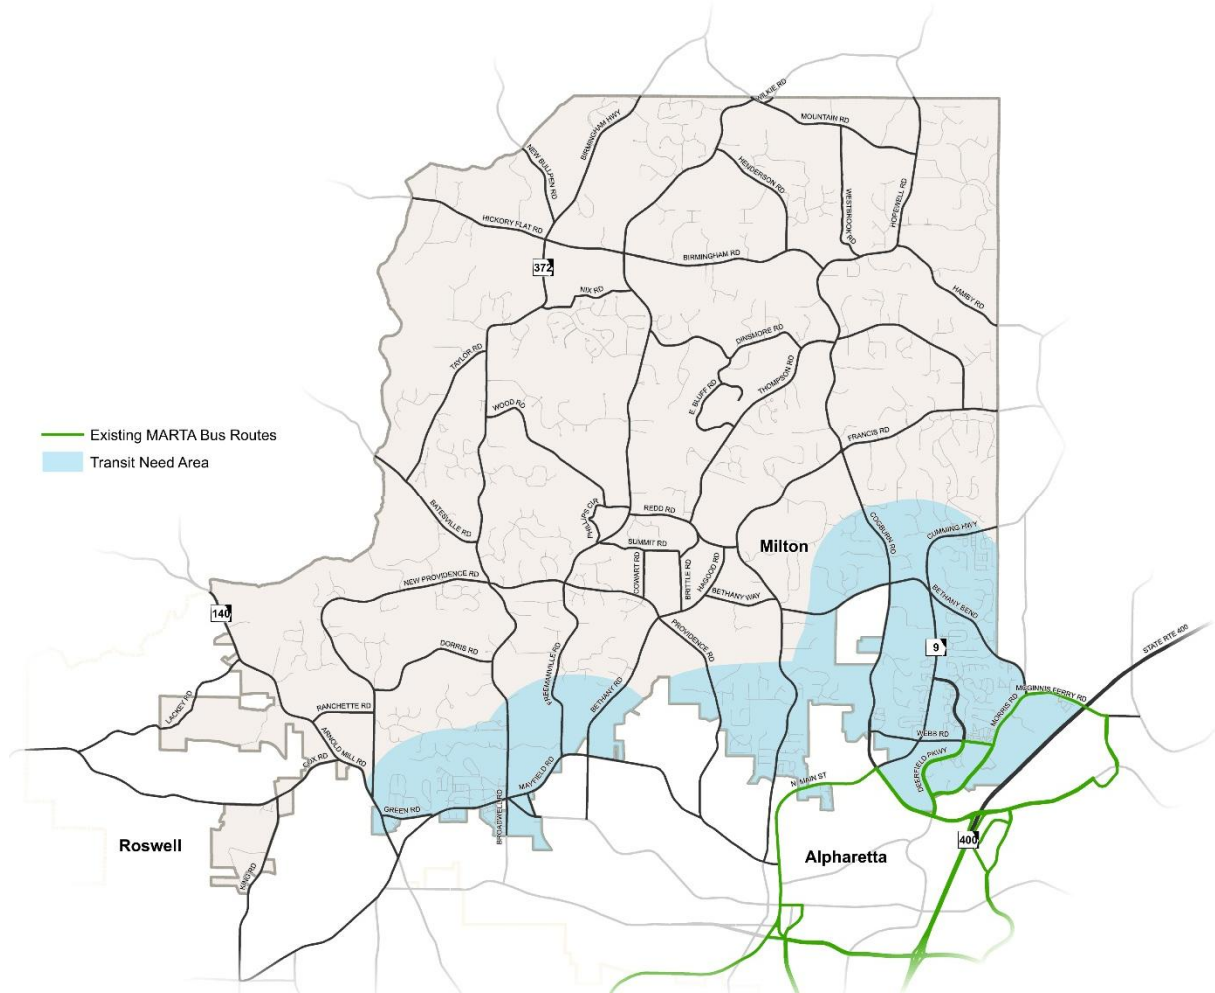 WILKIE RD
MOUNTAIN RD
BIRMINGHAM HWY
NEW BULLPEN RD
HENDERSON RD
WESTBROOK RD
HOPEWELL RD
HICKORY FLAT RD
BIRMINGHAM RD
372
NIX RD
HAMBY RD
DINSMORE RD
TAYLOR RD
THOMPSON RD
E. BLUFF RD
WOOD RD
FRANCIS RD
Existing MARTA Bus Routes
Transit Need Area
BATESVILLE RD
PHILLIPS CIR
REDD RD
COGBURN RD
CUMMING HWY
SUMMIT RD
Milton
COWART RD
BRITTLE RD
HAGOOD RD
NEW PROVIDENCE RD
BETHANY WAY
BETHANY BEND
140
PROVIDENCE RD
9
STATE RTE 400
DORRIS RD
FREEMANVILLE RD
BETHANY RD
MCGINNIS FERRY RD
MORRIS RD
LACKEY RD
RANCHETTE RD
ARNOLD MILL RD
WEBB RD
COX RD
DEERFIELD PKWY
MAYFIELD RD
N. MAIN ST
GREEN RD
BROADWELL RD
Roswell
400
Alpharetta
KING RD